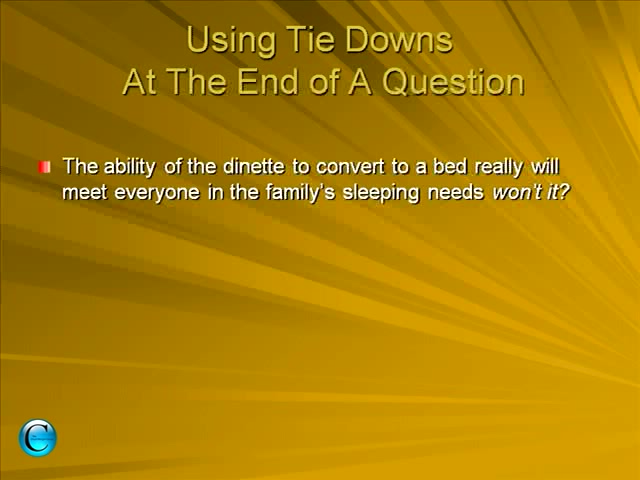 Using Tie Downs
At The End of A Question
The ability of the dinette to convert to a bed really will
meet everyone in the family's sleeping needs won't it?
C